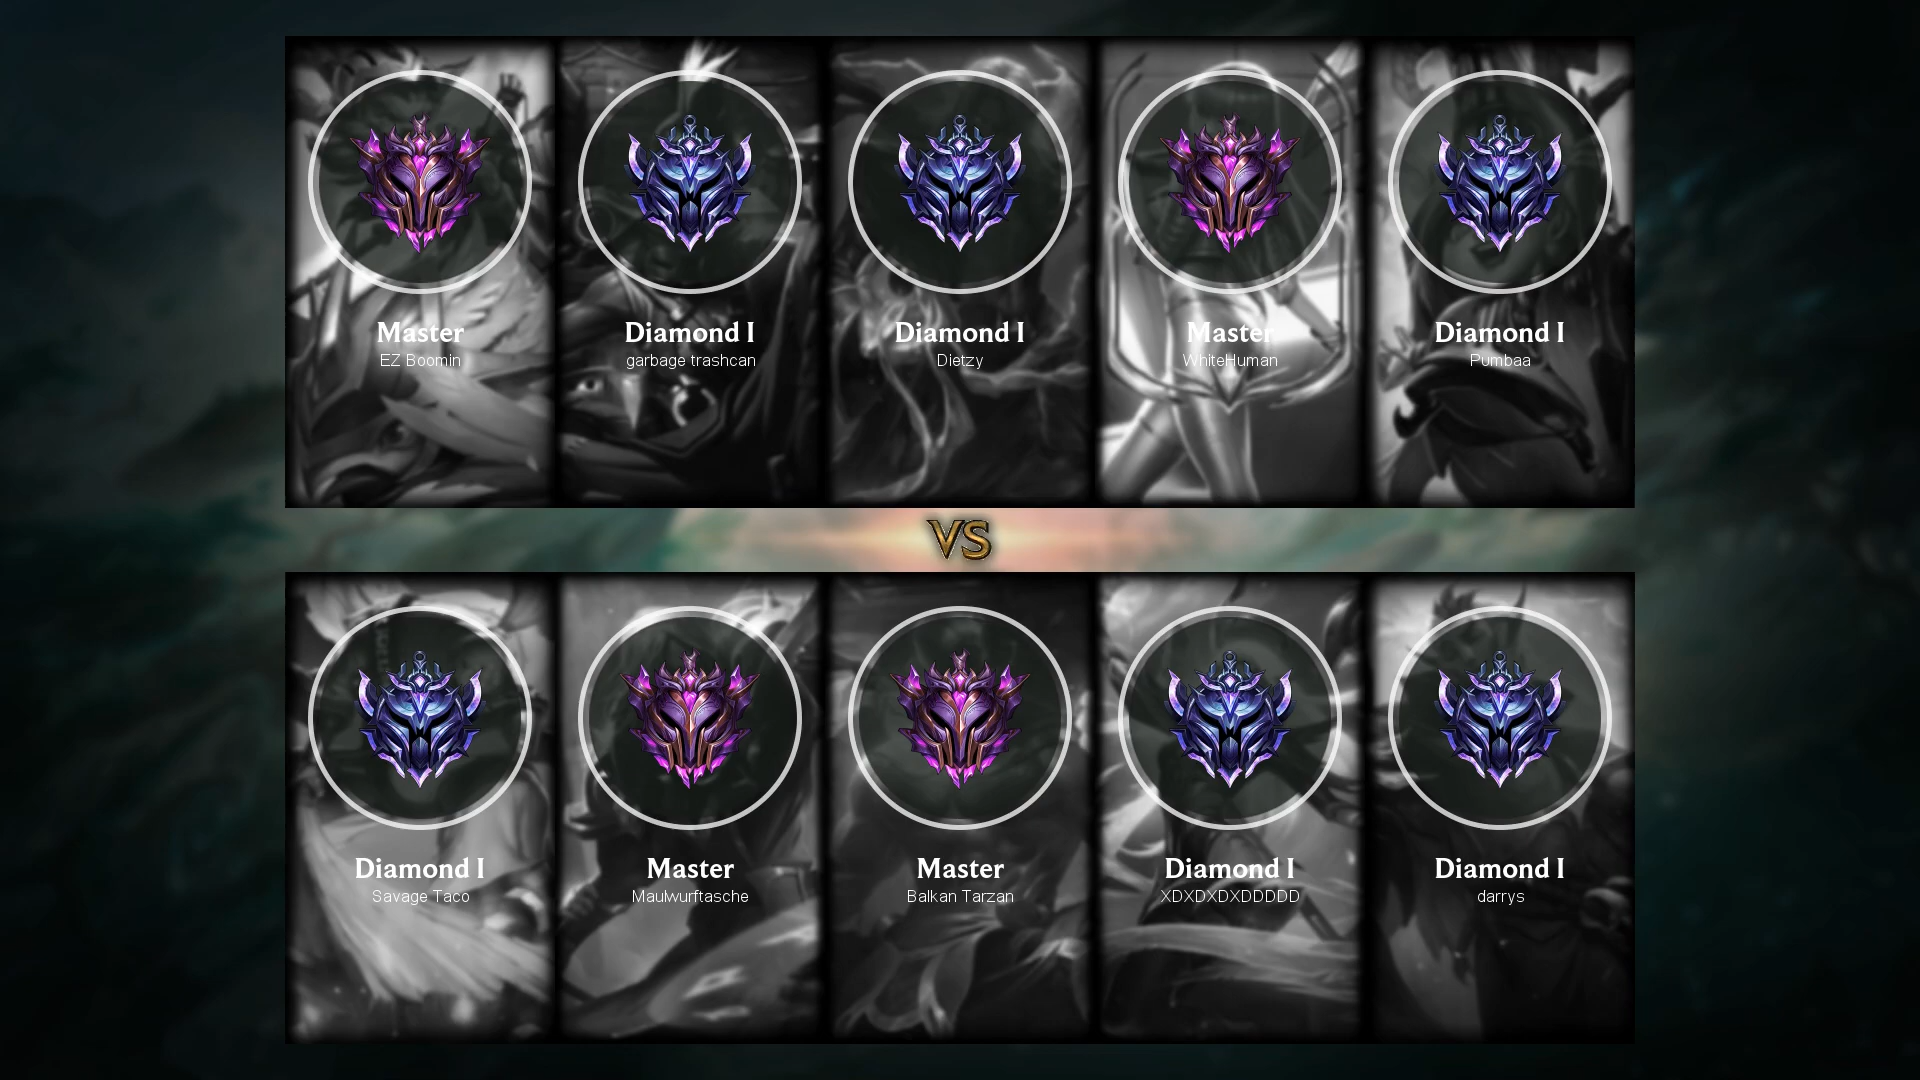 Master
EZ Boomin
Diamond I
garbage trashcan
Diamond I
Dietzy
Master
WhiteHuman
Diamond I
Pumbaa
VS
Diamond I
Savage Taco
Master
Maulwurftasche
Master
Balkan Tarzan
Diamond I
XDXDXDXDDDDD
Diamond I
darrys